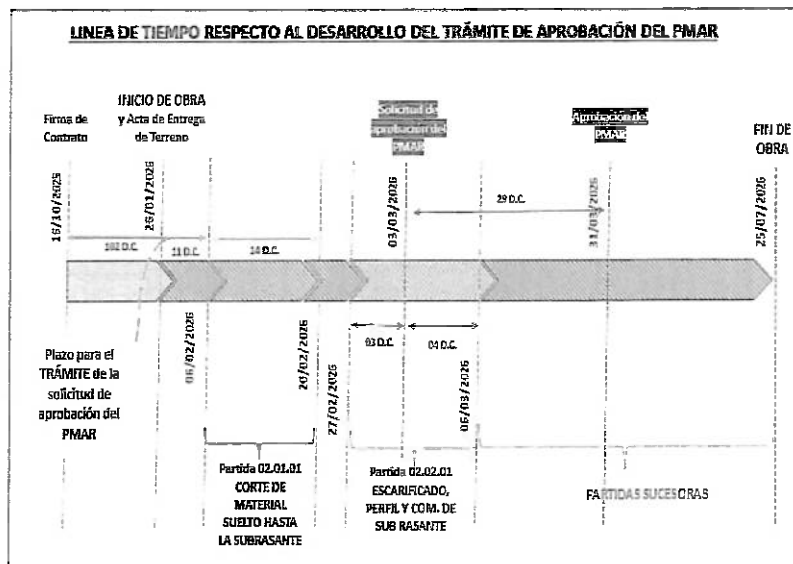 LINEA DE TIEMPO RESPECTO AL DESARROLLO DEL TRÁMITE DE APROBACIÓN DEL PMAR
Firma de
Contrato
INICIO DE OBRA
y Acta de Entrega
de Terreno
Solicitud de
aprobación del
PMAR
Aprobación del
PMAR
FIN DE
OBRA
16/10/2025
26/01/2026
03/03/2026
31/03/2026
25/07/2026
102 D.C.
11 D.C.
14 D.C.
29 D.C.
03 D.C.
04 D.C.
06/02/2026
20/02/2026
27/02/2026
06/03/2026
Plazo para el
TRÁMITE de la
solicitud de
aprobación del
PMAR
Partida 02.01.01
CORTE DE
MATERIAL
SUELTO HASTA
LA SUBRASANTE
Partida 02.02.01
ESCARIFICADO,
PERFIL Y COM. DE
SUB RASANTE
PARTIDAS SUCESORAS